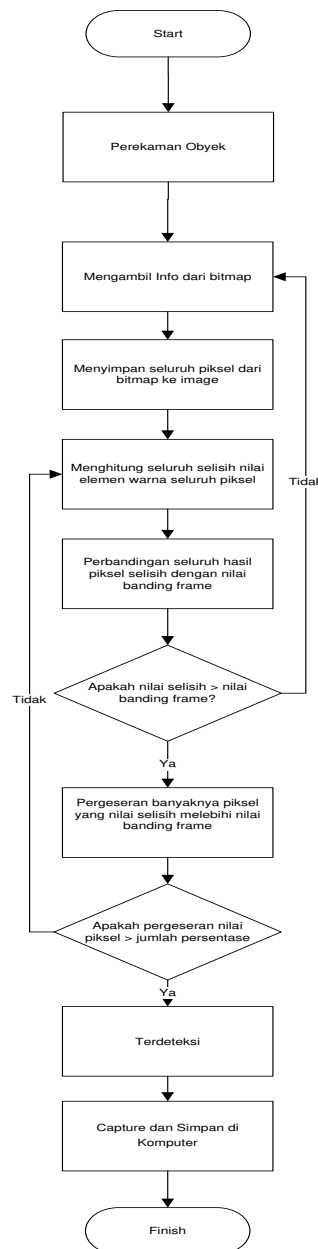 Start
Perekaman Obyek
Mengambil Info dari bitmap
Menyimpan seluruh piksel dari
bitmap ke image
Menghitung seluruh selisih nilai
elemen warna seluruh piksel
Tidak
Perbandingan seluruh hasil
piksel selisih dengan nilai
banding frame
Apakah nilai selisih > nilai
banding frame?
Tidak
Ya
Pergeseran banyaknya piksel
yang nilai selisih melebihi nilai
banding frame
Apakah pergeseran nilai
piksel > jumlah persentase
Ya
Terdeteksi
Capture dan Simpan di
Komputer
Finish